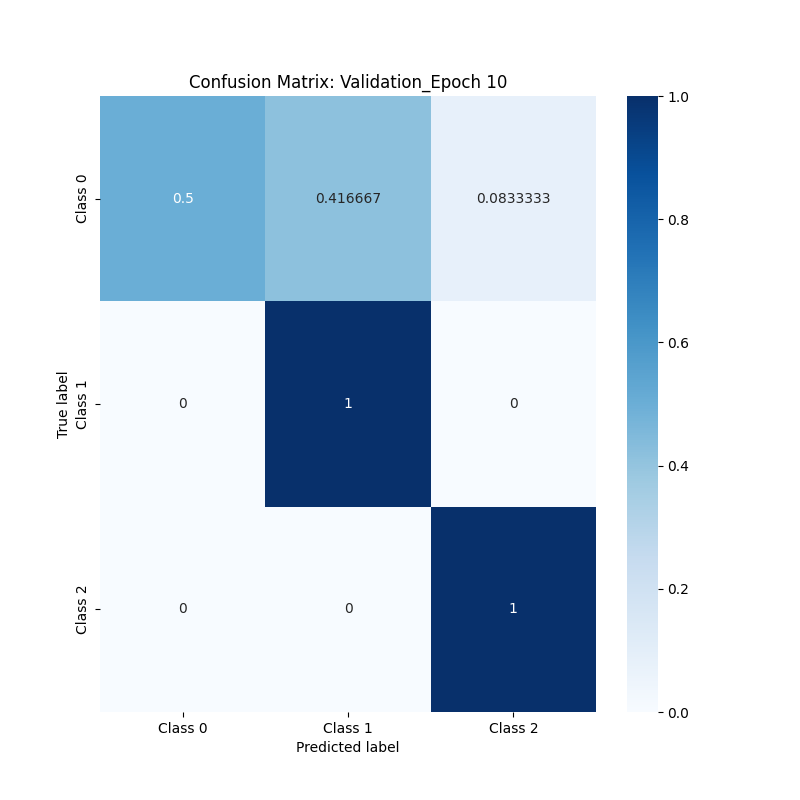 Confusion Matrix: Validation_Epoch 10
True label
Class 0
0.5
0.416667
0.0833333
Class 1
0
1
0
Class 2
0
0
1
Class 0
Class 1
Class 2
Predicted label
1.0
0.8
0.6
0.4
0.2
0.0